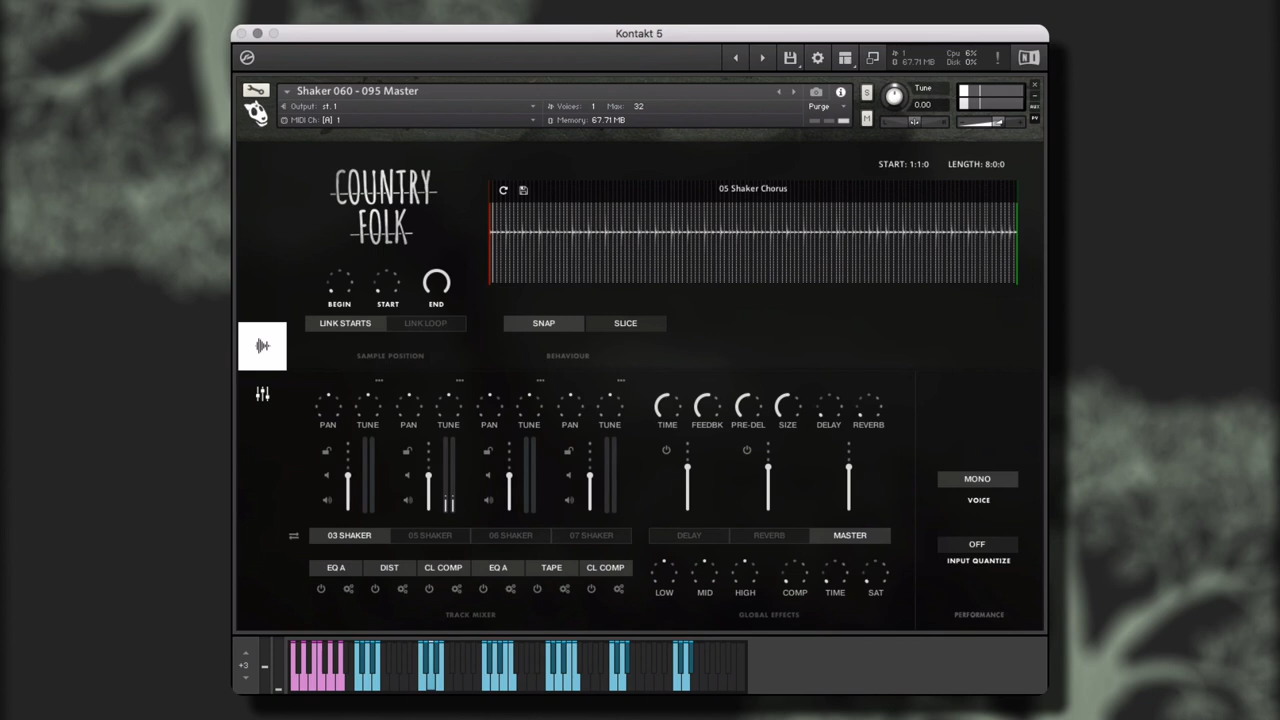 Kontakt 5
1
67.71 MB
Cpu 6%
Disk 0%
!
NI
Shaker 060 - 095 Master
Output: st. 1
Voices: 1 Max: 32
Purge
MIDI Ch: [A] 1
Memory: 67.71 MB
S
M
Tune
0.00
L
R
AUX
PV
START: 1:1:0 LENGTH: 8:0:0
COUNTRY
FOLK
05 Shaker Chorus
BEGIN START END
LINK STARTS LINK LOOP
SNAP SLICE
SAMPLE POSITION
BEHAVIOUR
PAN TUNE PAN TUNE PAN TUNE PAN TUNE
TIME FEEDBK PRE-DEL SIZE DELAY REVERB
MONO
VOICE
03 SHAKER 05 SHAKER 06 SHAKER 07 SHAKER
DELAY REVERB MASTER
OFF
INPUT QUANTIZE
EQ A DIST CL COMP EQ A TAPE CL COMP
LOW MID HIGH COMP TIME SAT
TRACK MIXER
GLOBAL EFFECTS
PERFORMANCE
+3